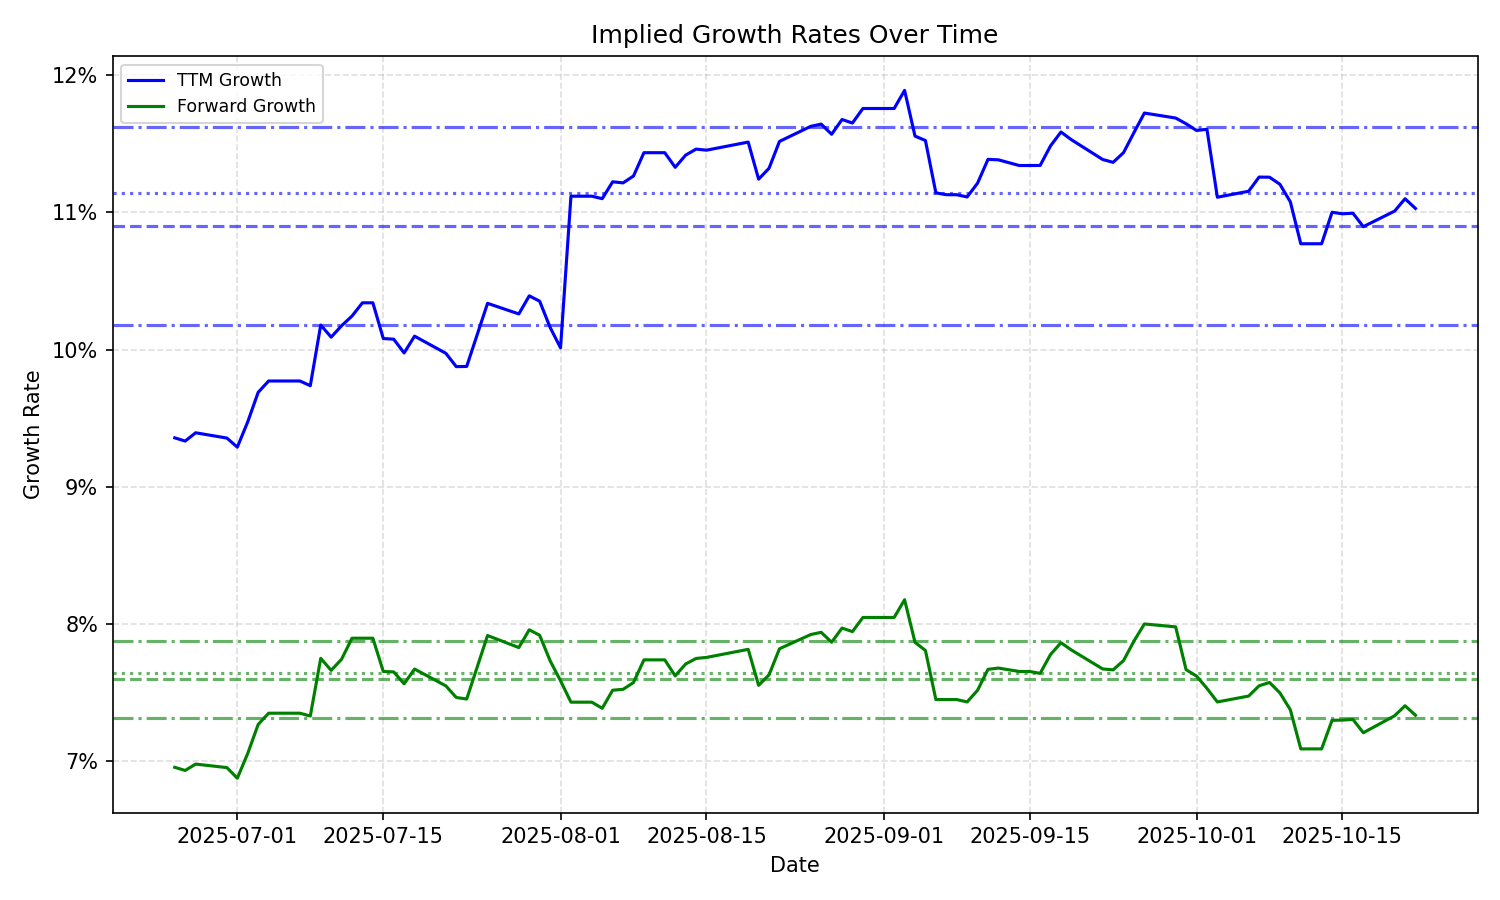 Implied Growth Rates Over Time
TTM Growth
Forward Growth
Growth Rate
12%
11%
10%
9%
8%
7%
2025-07-01 2025-07-15 2025-08-01 2025-08-15 2025-09-01 2025-09-15 2025-10-01 2025-10-15
Date